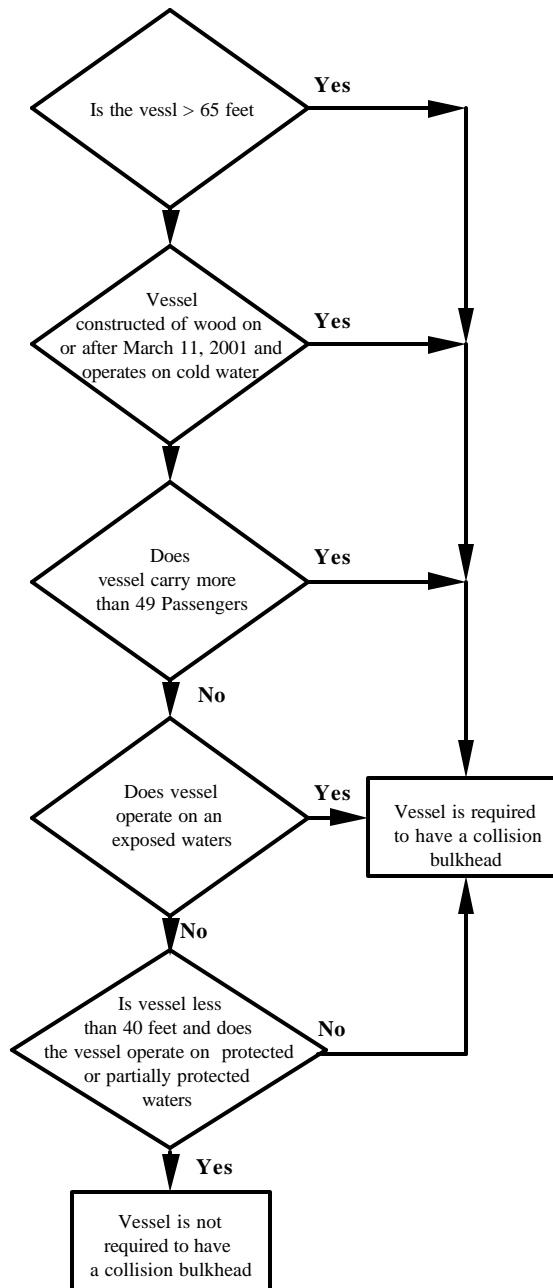 Yes
Is the vessl > 65 feet
Vessel
constructed of wood on
or after March 11, 2001 and
operates on cold water
Yes
Does
vessel carry more
than 49 Passengers
Yes
No
Does vessel
operate on an
exposed waters
Yes
Vessel is required
to have a collision
bulkhead
No
Is vessel less
than 40 feet and does
the vessel operate on protected
or partially protected
waters
No
Yes
Vessel is not
required to have
a collision bulkhead